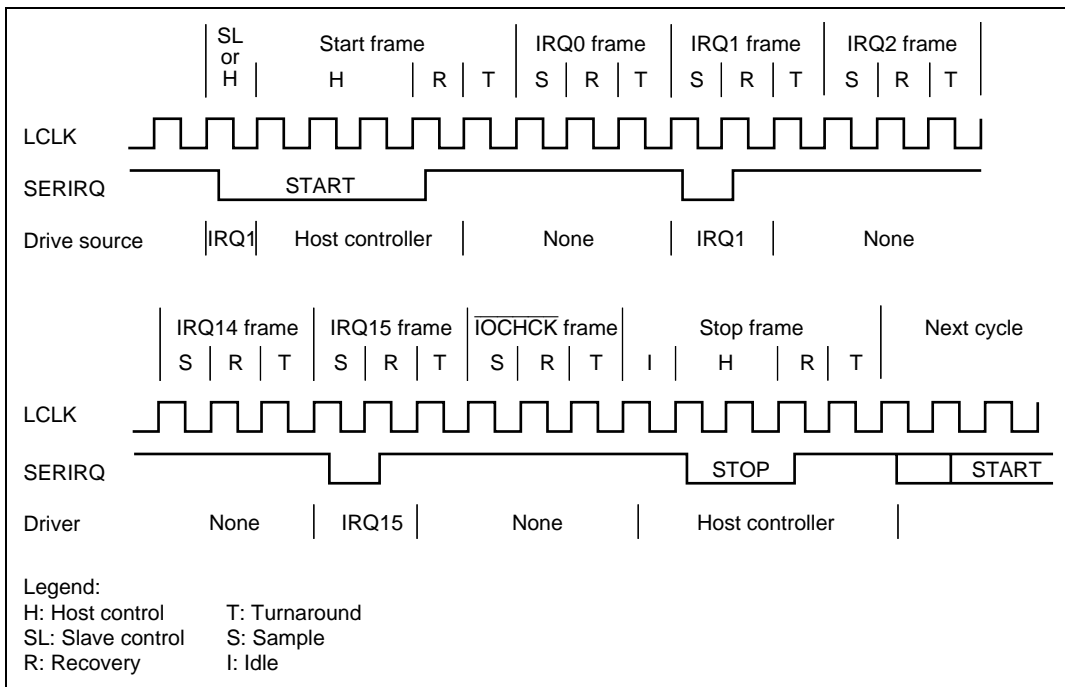 SL or H
Start frame
IRQ0 frame
IRQ1 frame
IRQ2 frame
H R T S R T S R T S R T
LCLK
SERIRQ
START
Drive source
IRQ1
Host controller
None
IRQ1
None
IRQ14 frame
IRQ15 frame
IOCHCK frame
Stop frame
Next cycle
S R T S R T S R T I H R T
LCLK
SERIRQ
STOP
START
Driver
None
IRQ15
None
Host controller
Legend:
H: Host control
T: Turnaround
SL: Slave control
S: Sample
R: Recovery
I: Idle